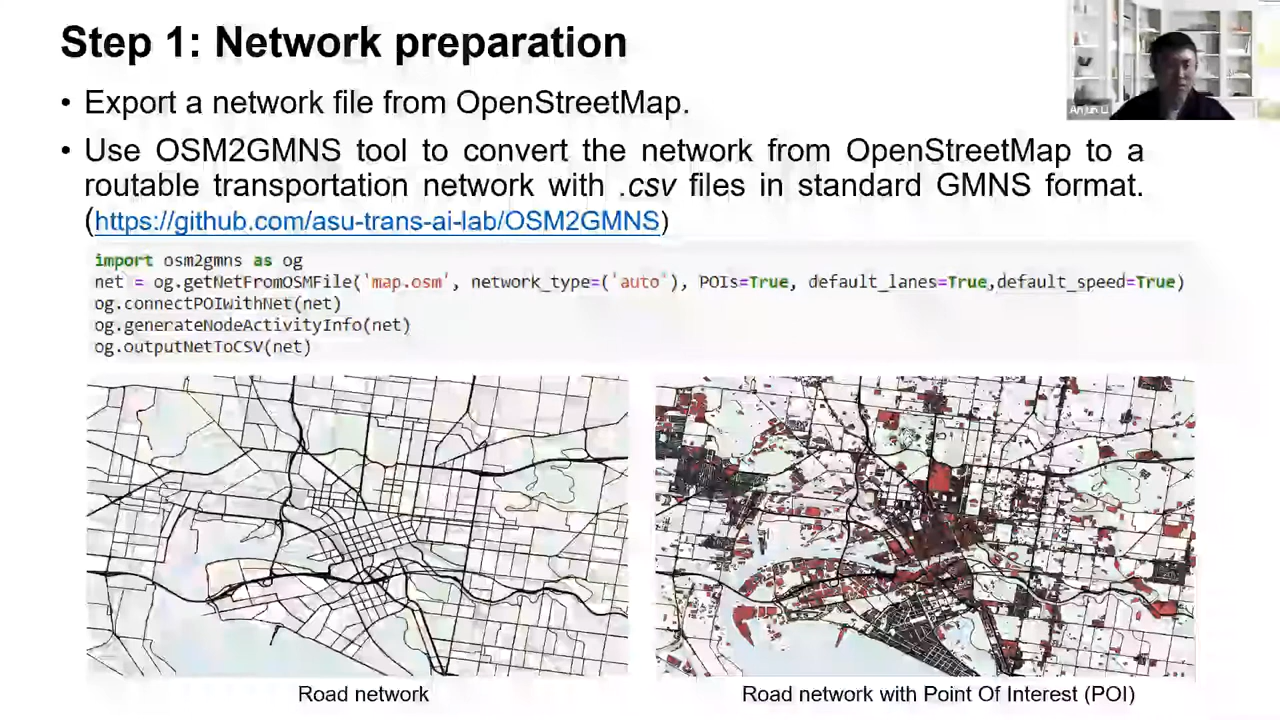 Step 1: Network preparation
• Export a network file from OpenStreetMap.
• Use OSM2GMNS tool to convert the network from OpenStreetMap to a
routable transportation network with .csv files in standard GMNS format.
(https://github.com/asu-trans-ai-lab/OSM2GMNS)
import osm2gmns as og
net = og.getNetFromOSMFile('map.osm', network_type=('auto'), POIs=True, default_lanes=True,default_speed=True)
og.connectPOIWithNet(net)
og.generateNodeActivityInfo(net)
og.outputNetToCSV(net)
Road network
Road network with Point Of Interest (POI)